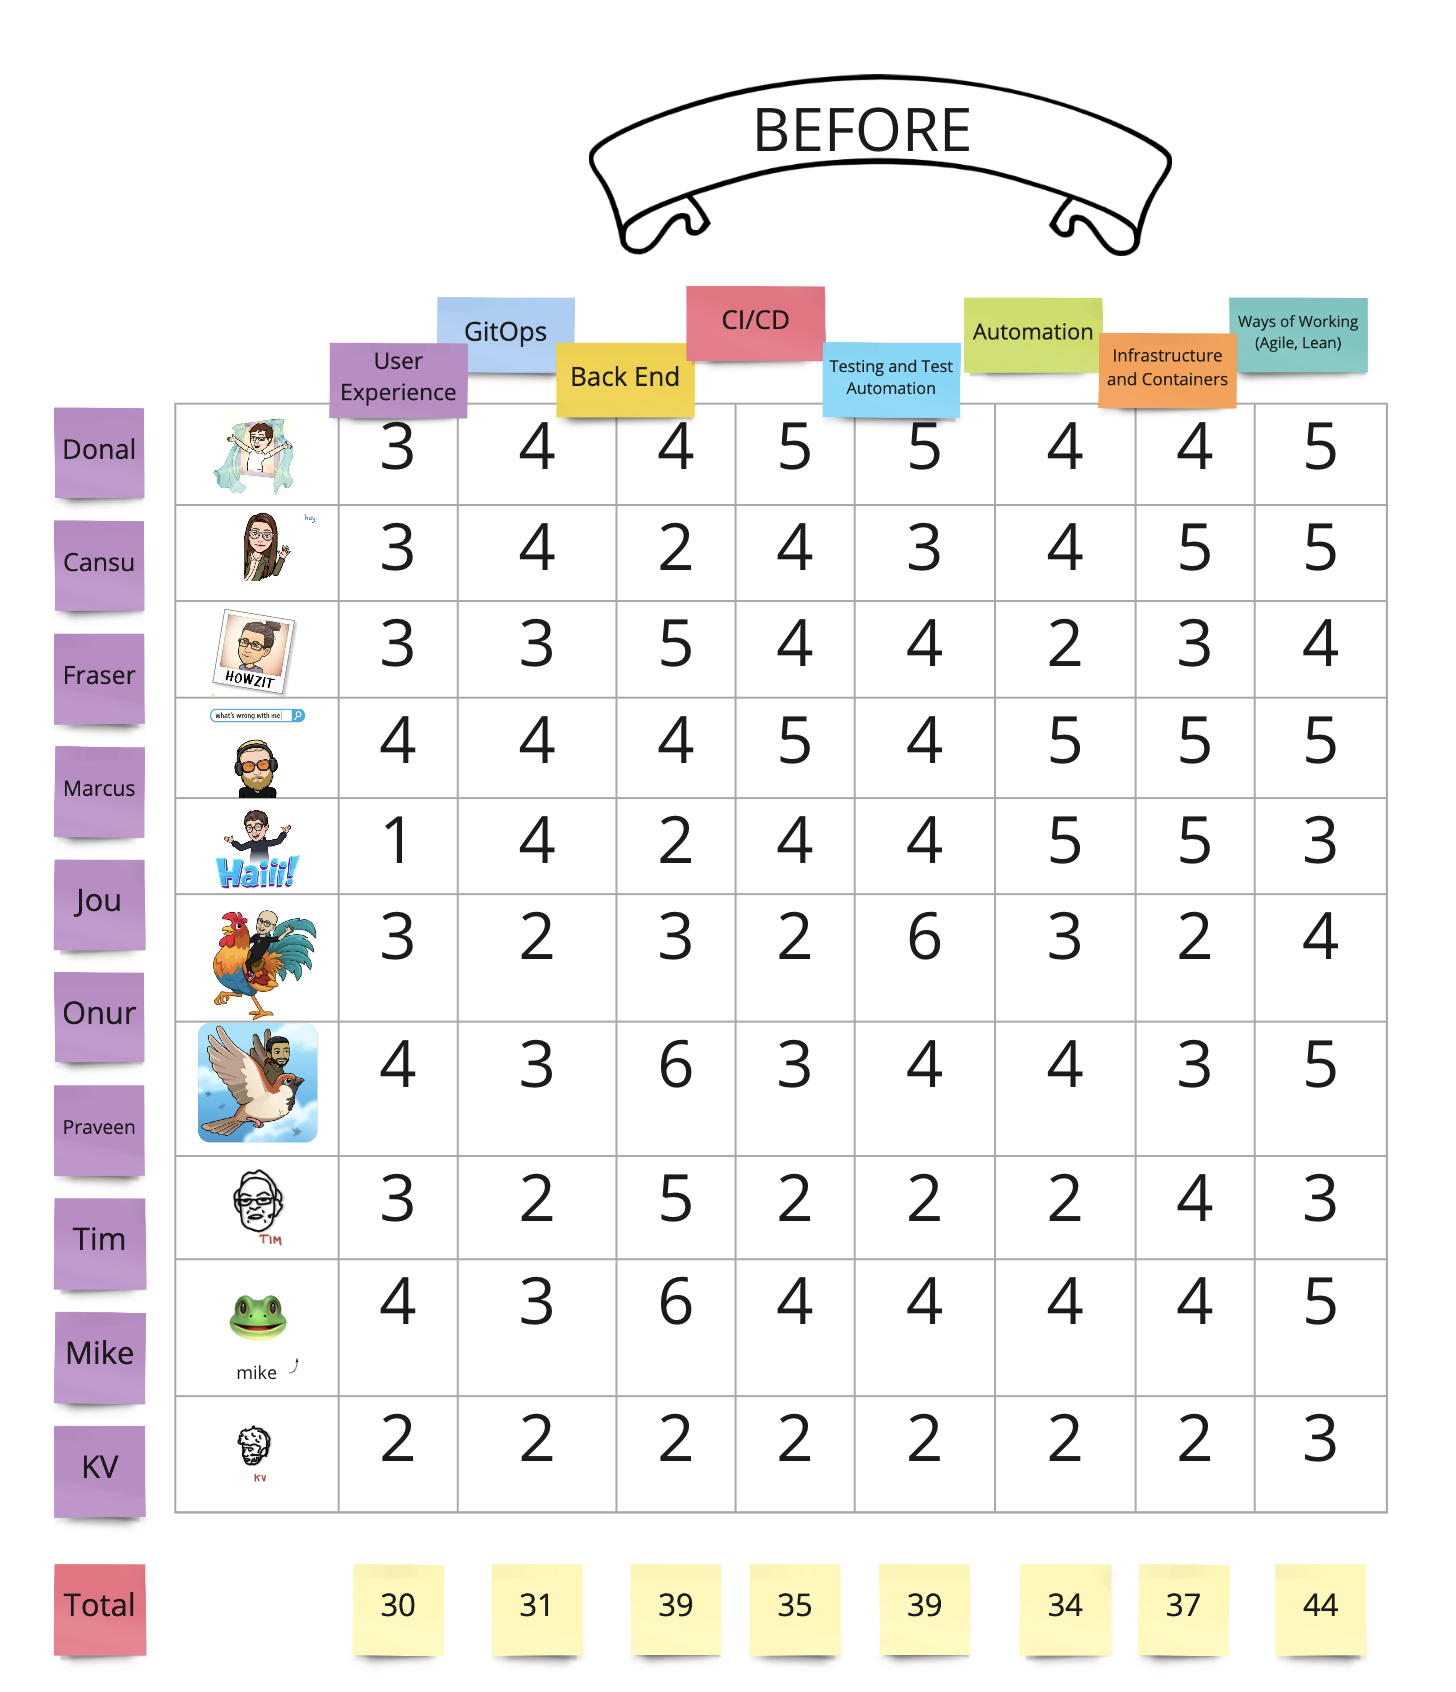 BEFORE
GitOps
CI/CD
Automation
Ways of Working
(Agile, Lean)
User
Experience
Back End
Testing and Test
Automation
Infrastructure
and Containers
Donal
3 4 4 5 5 4 4 5
Cansu
hey.
3 4 2 4 3 4 5 5
Fraser
HOWZIT
3 3 5 4 4 2 3 4
Marcus
what's wrong with me
4 4 4 5 4 5 5 5
Jou
Haiii!
1 4 2 4 4 5 5 3
Onur
3 2 3 2 6 3 2 4
Praveen
4 3 6 3 4 4 3 5
Tim
TIM
3 2 5 2 2 2 4 3
Mike
mike
4 3 6 4 4 4 4 5
KV
KV
2 2 2 2 2 2 2 3
Total
30 31 39 35 39 34 37 44